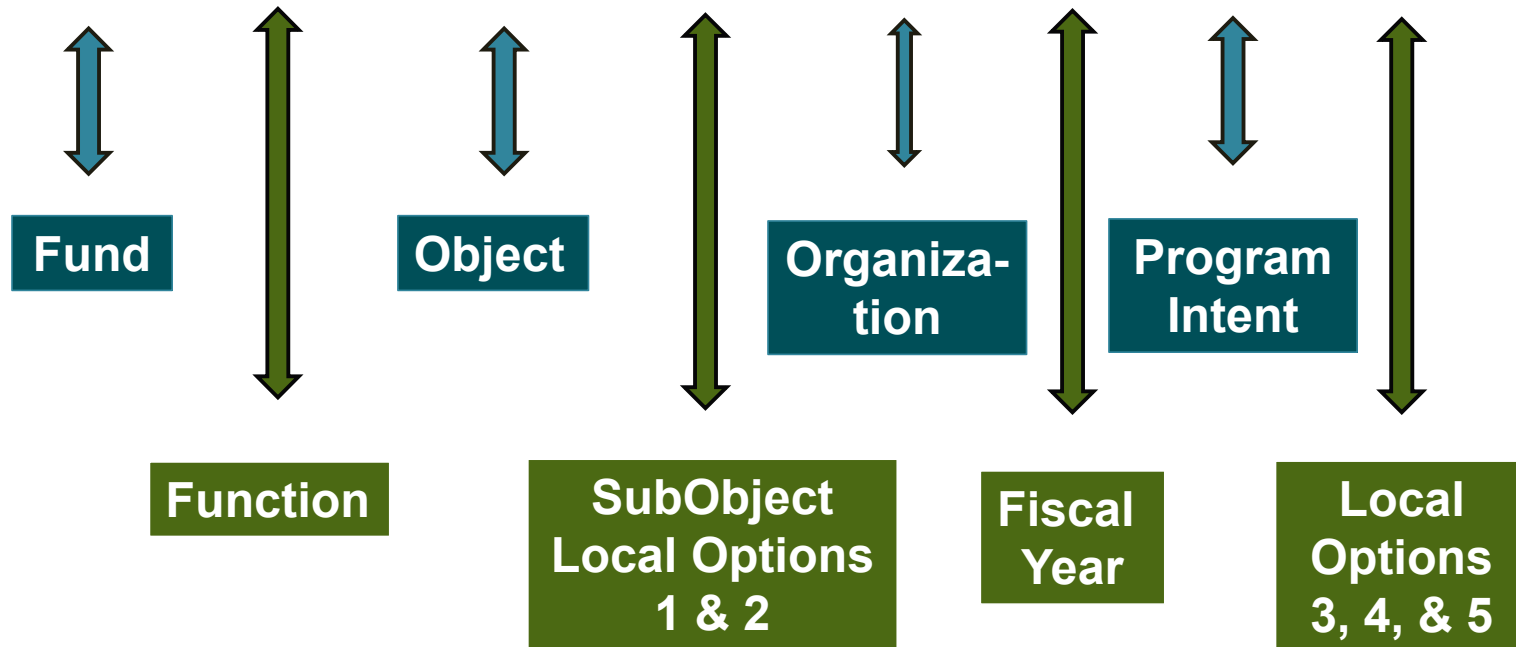 Fund
Function
Object
SubObject
Local Options
1 & 2
Organiza-
tion
Fiscal
Year
Program
Intent
Local
Options
3, 4, & 5